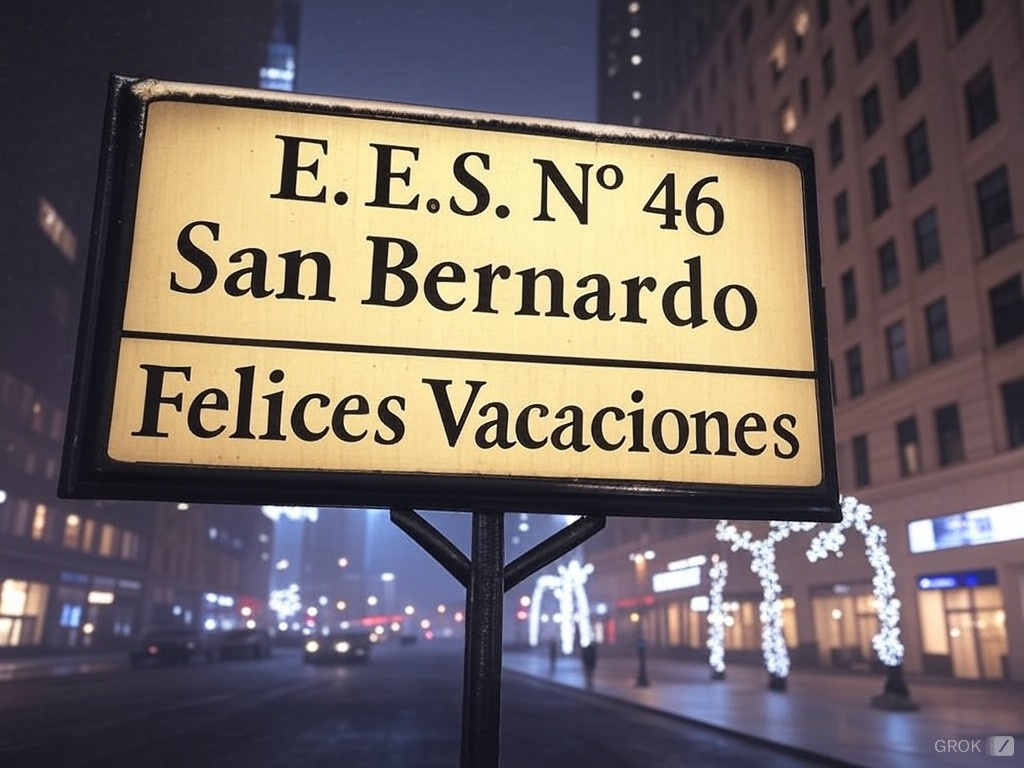 E. E.S. Nº 46
San Bernardo
Felices Vacaciones
GROK